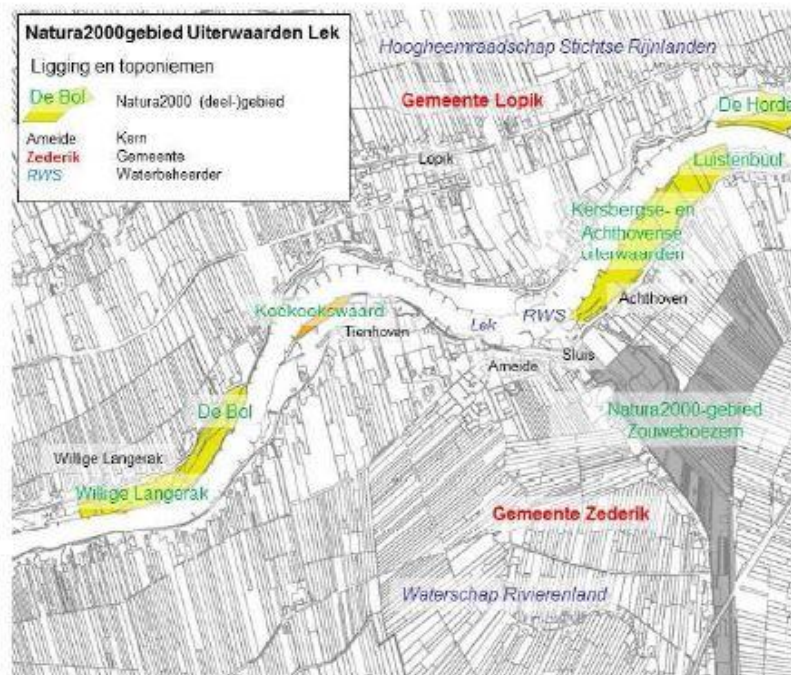 Natura2000gebied Uiterwaarden Lek
Ligging en toponiemen
De Bol Natura2000 (deel-)gebied
Ameide Kern
Zederik Gemeente
RWS Waterbeheerder
Hoogheemraadschap Stichtse Rijnlanden
Gemeente Lopik
De Horde
Lopik
Luistenbuul
Kersbergse- en
Achthovense
uiterwaarden
Achthoven
Koekoekswaard
Tienhoven
Lek
RWS
Sluis
Ameide
De Bol
Natura2000-gebied
Zouweboezem
Willige Langerak
Willige Langerak
Gemeente Zederik
Waterschap Rivierenland